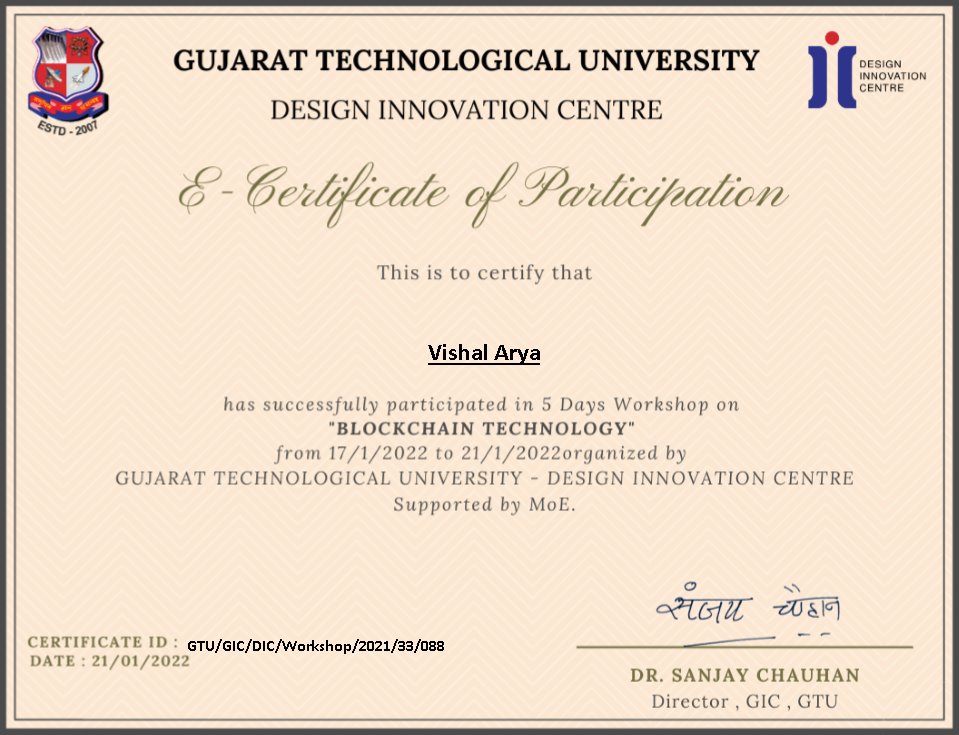 GUJARAT TECHNOLOGICAL UNIVERSITY
DESIGN INNOVATION CENTRE
DESIGN
INNOVATION
CENTRE
ESTD - 2007
E - Certificate of Participation
This is to certify that
Vishal Arya
has successfully participated in 5 Days Workshop on
"BLOCKCHAIN TECHNOLOGY"
from 17/1/2022 to 21/1/2022organized by
GUJARAT TECHNOLOGICAL UNIVERSITY - DESIGN INNOVATION CENTRE
Supported by MoE.
संजय चौहान
CERTIFICATE ID : GTU/GIC/DIC/Workshop/2021/33/088
DATE : 21/01/2022
DR. SANJAY CHAUHAN
Director , GIC , GTU